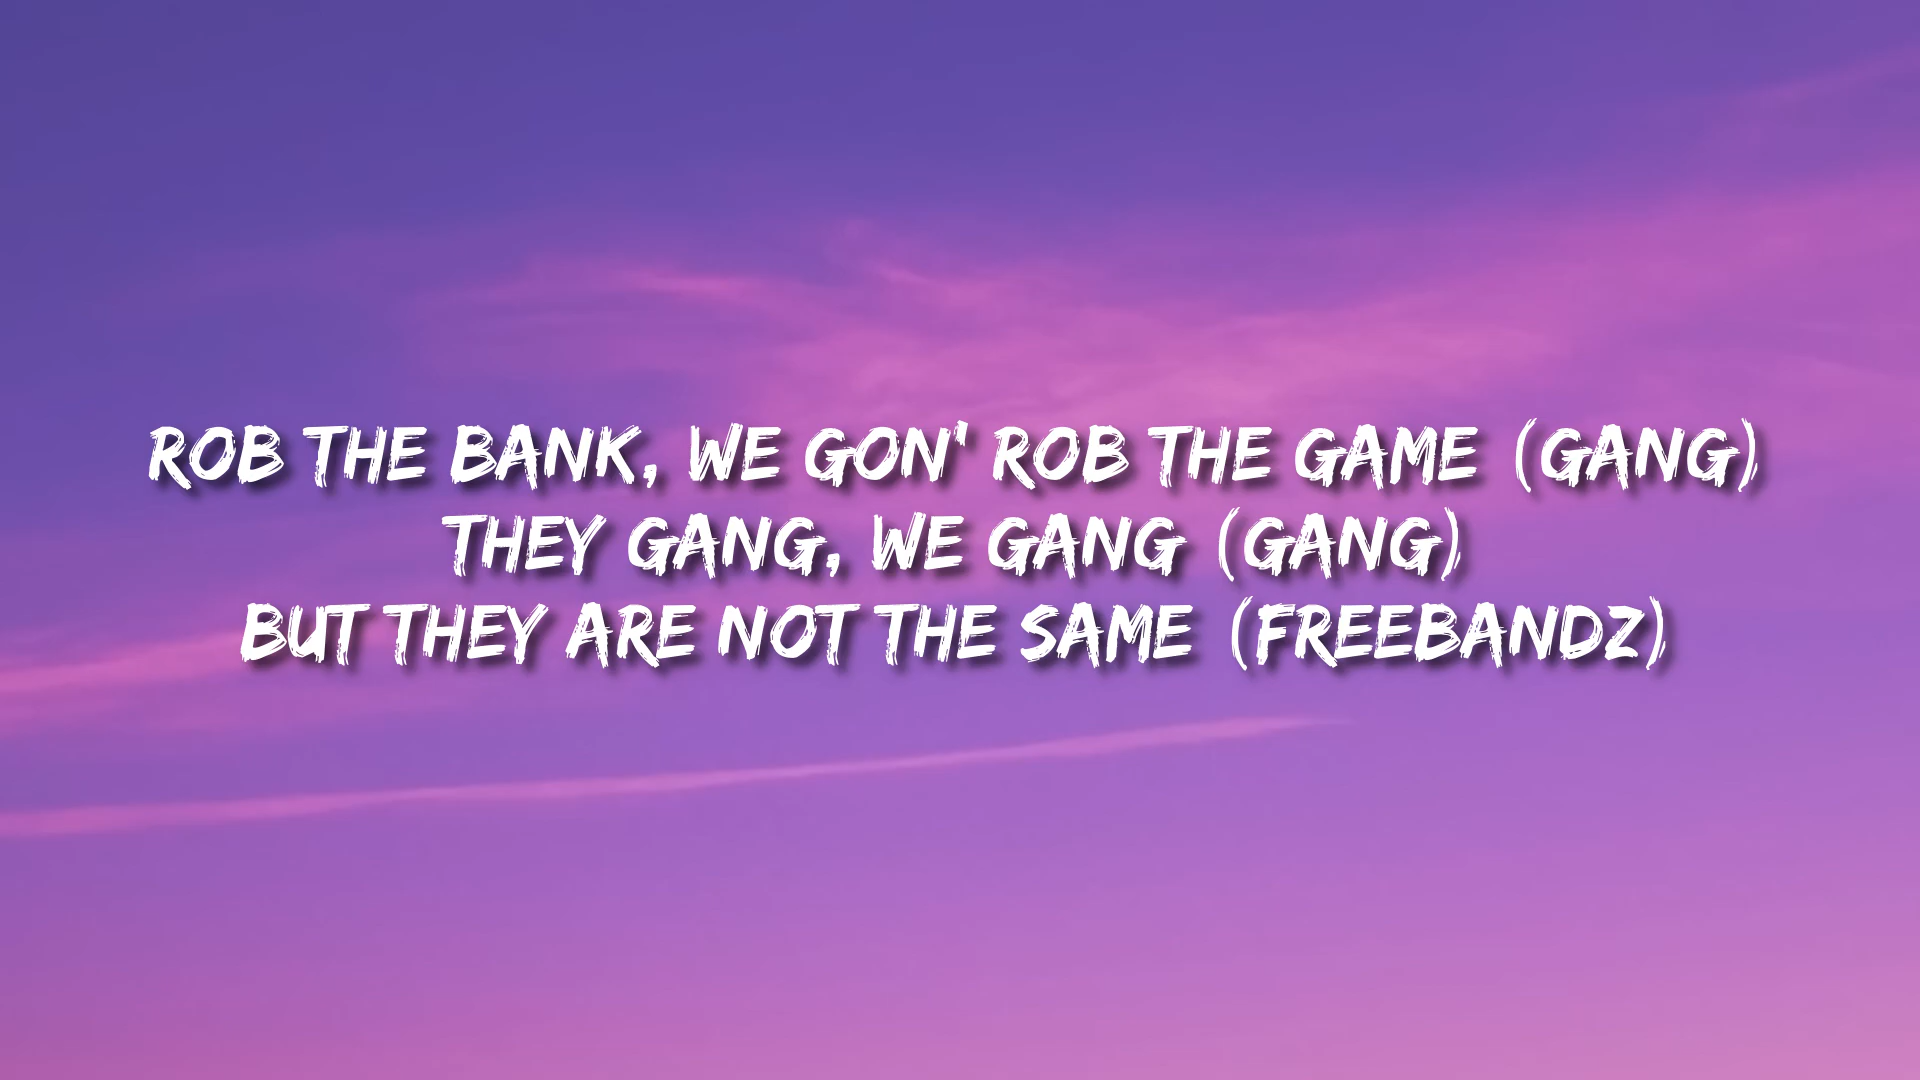 ROB THE BANK, WE GON' ROB THE GAME (GANG)
THEY GANG, WE GANG (GANG)
BUT THEY ARE NOT THE SAME (FREEBANDZ)